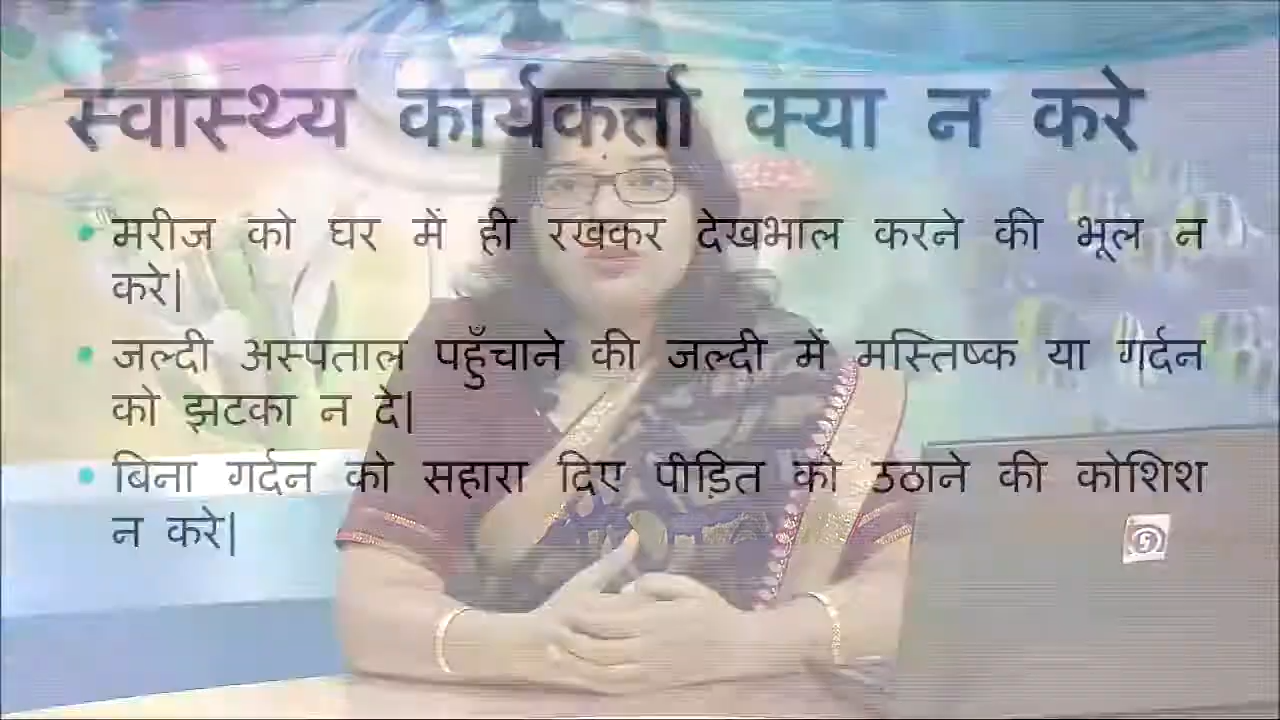 स्वास्थ्य कार्यकर्ता क्या न करे
मरीज को घर में ही रखकर देखभाल करने की भूल न
करे|
जल्दी अस्पताल पहुँचाने की जल्दी में मस्तिष्क या गर्दन
को झटका न दे|
बिना गर्दन को सहारा दिए पीड़ित को उठाने की कोशिश
न करे|